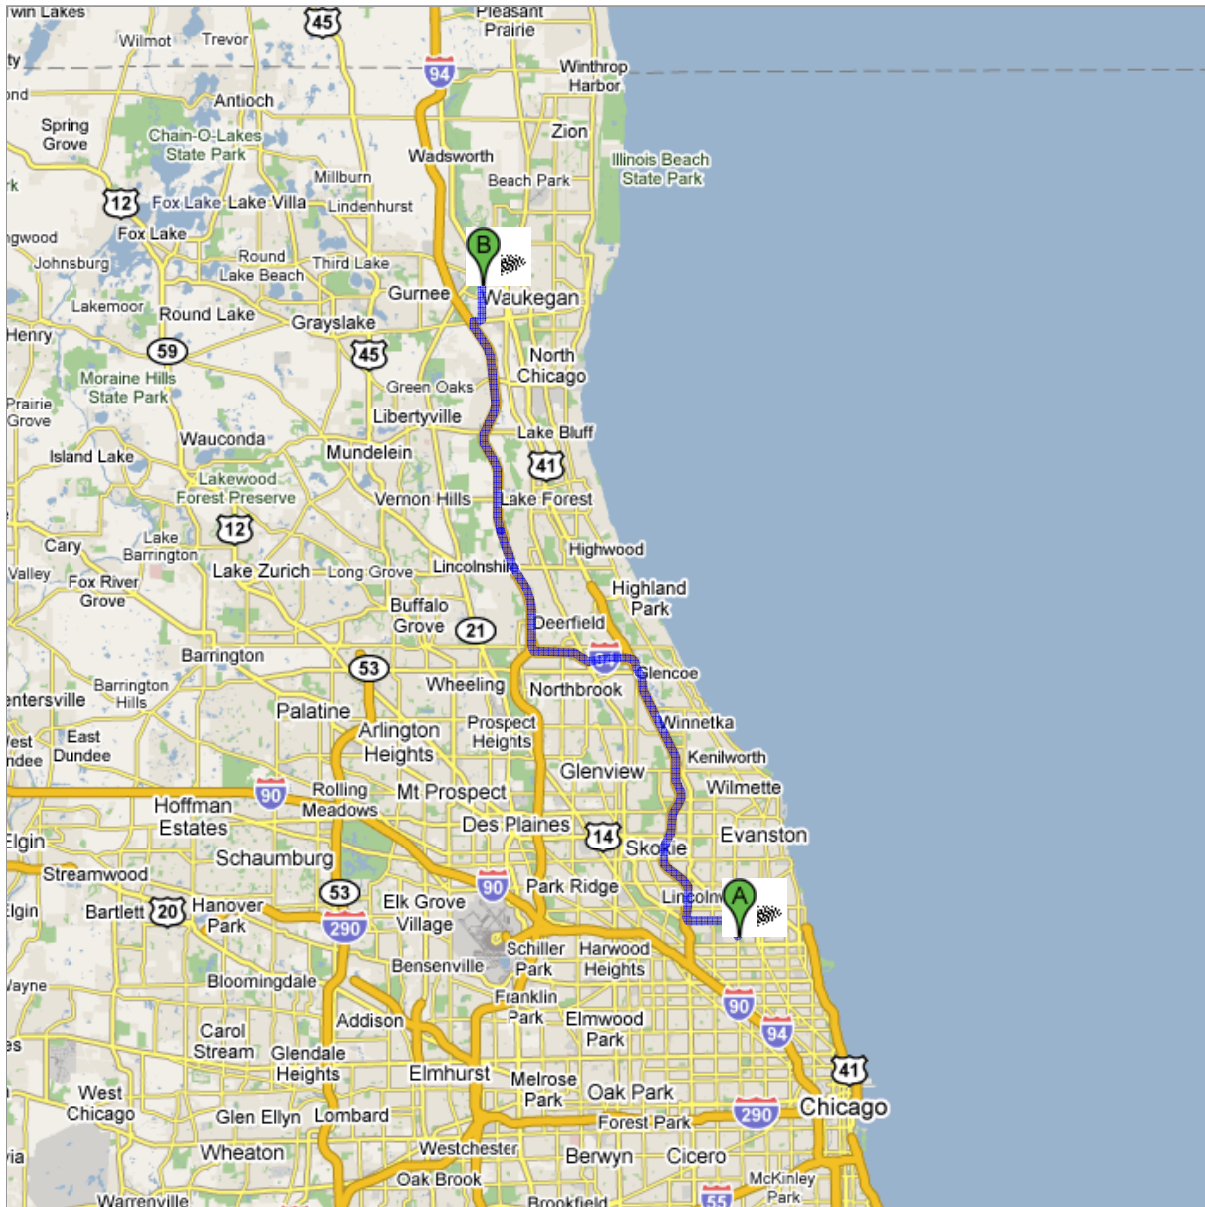 Twin Lakes
45
Pleasant
Prairie
Wilmot
Trevor
94
Winthrop
Harbor
Antioch
Spring
Grove
Chain-O-Lakes
State Park
Zion
Wadsworth
Illinois Beach
State Park
Millburn
Beach Park
12
Fox Lake
Lake Villa
Lindenhurst
B
Fox Lake
Johnsburg
Round
Lake Beach
Third Lake
Gurnee
Waukegan
Lakemoor
Round Lake
Grayslake
Henry
59
45
North
Chicago
Moraine Hills
State Park
Green Oaks
Prairie
Grove
Libertyville
Wauconda
Lake Bluff
Island Lake
Mundelein
41
Lakewood
Forest Preserve
Vernon Hills
Lake Forest
12
Cary
Lake
Barrington
Highwood
Valley
Fox River
Grove
Lake Zurich
Long Grove
Lincolnshire
Highland
Park
Buffalo
Grove
21
Deerfield
Barrington
53
94
Glencoe
Barrington
Hills
Wheeling
Northbrook
entersville
Palatine
Arlington
Heights
Prospect
Heights
Winnetka
West
undee
East
Dundee
Kenilworth
Glenview
90
Rolling
Meadows
Mt Prospect
Wilmette
Hoffman
Estates
Des Plaines
14
Evanston
Elgin
Skokie
Schaumburg
Streamwood
90
Park Ridge
53
Lincolnw
A
Elgin
Bartlett
20
Hanover
Park
290
Elk Grove
Village
Schiller
Park
Harwood
Heights
Wayne
Bensenville
Bloomingdale
Franklin
Park
90
Addison
Elmwood
Park
94
Carol
Stream
Glendale
Heights
41
Elmhurst
Melrose
Park
Oak Park
West
Chicago
290
Chicago
Glen Ellyn
Lombard
Forest Park
Wheaton
Westchester
Berwyn
Cicero
Oak Brook
McKinley
Park
Warrenville
Brookfield
55